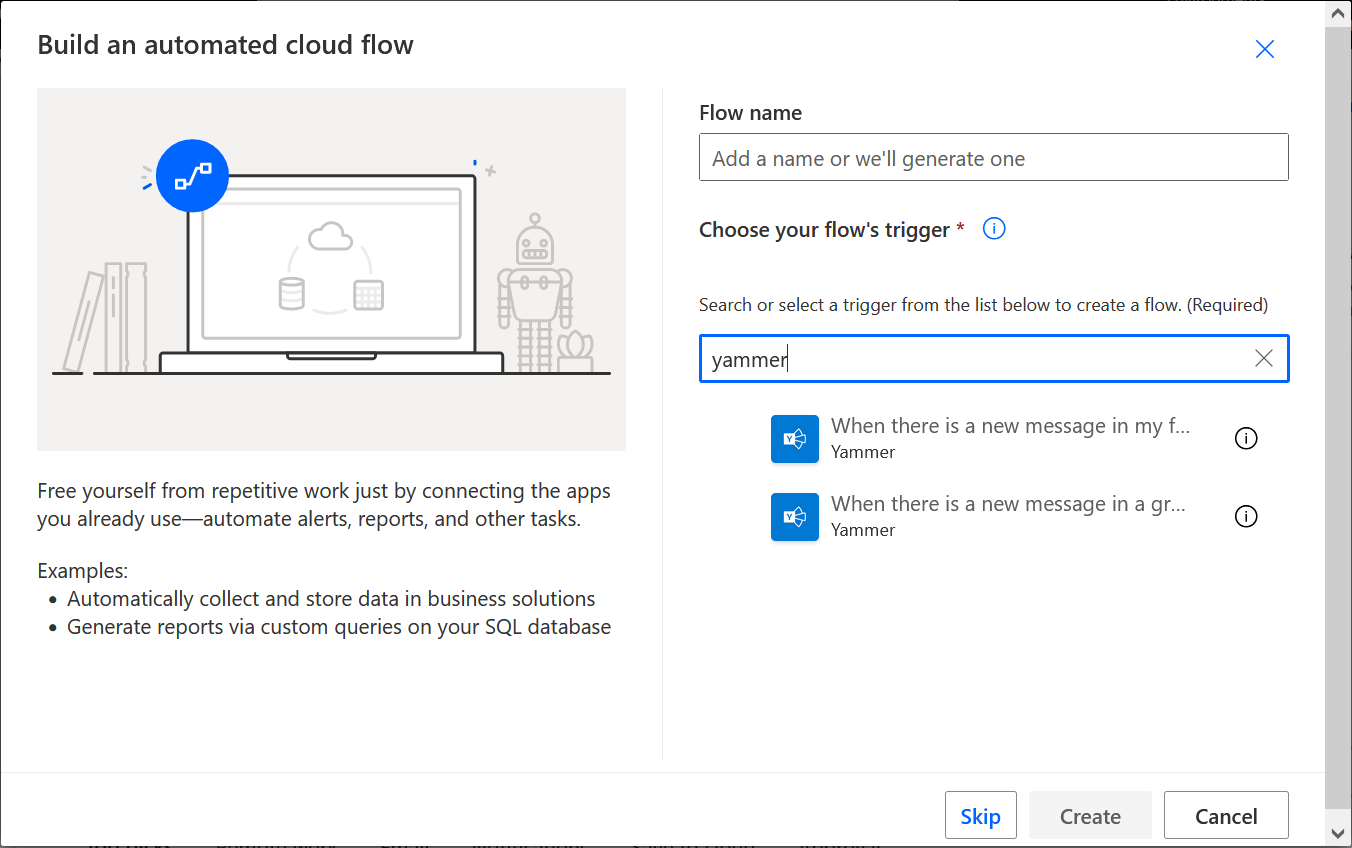 Build an automated cloud flow
Free yourself from repetitive work just by connecting the apps
you already use—automate alerts, reports, and other tasks.
Examples:
Automatically collect and store data in business solutions
Generate reports via custom queries on your SQL database
Flow name
Add a name or we'll generate one
Choose your flow's trigger *
Search or select a trigger from the list below to create a flow. (Required)
yammer
When there is a new message in my f...
Yammer
When there is a new message in a gr...
Yammer
Skip
Create
Cancel